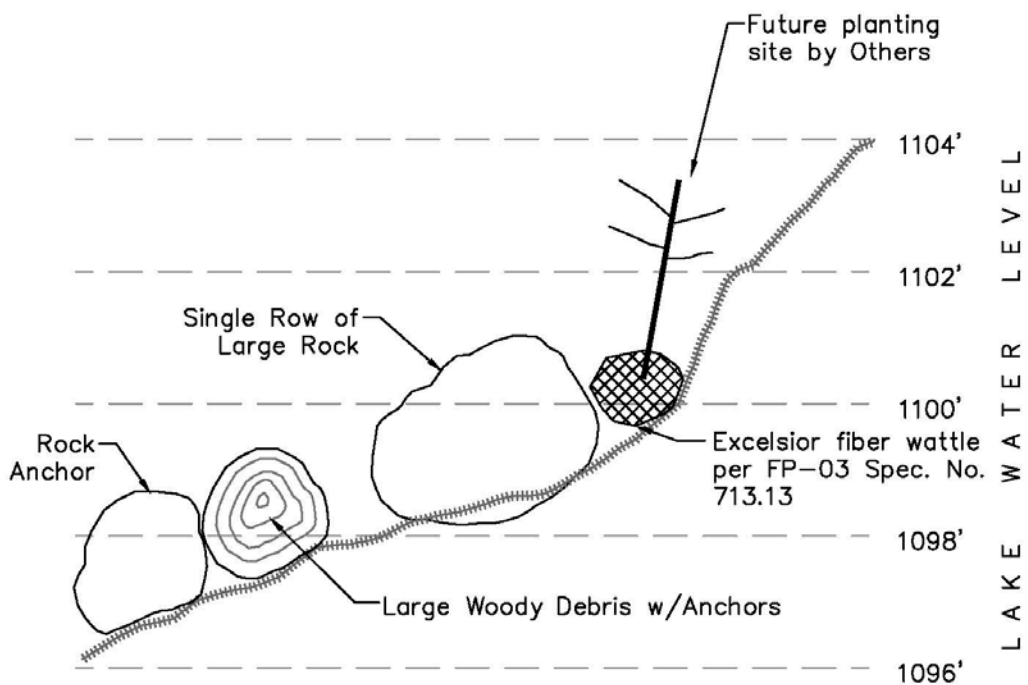 Future planting
site by Others
1104'
1102'
Single Row of
Large Rock
1100'
Rock
Anchor
Excelsior fiber wattle
per FP-03 Spec. No.
713.13
1098'
Large Woody Debris w/Anchors
1096'
LAKE WATER LEVEL